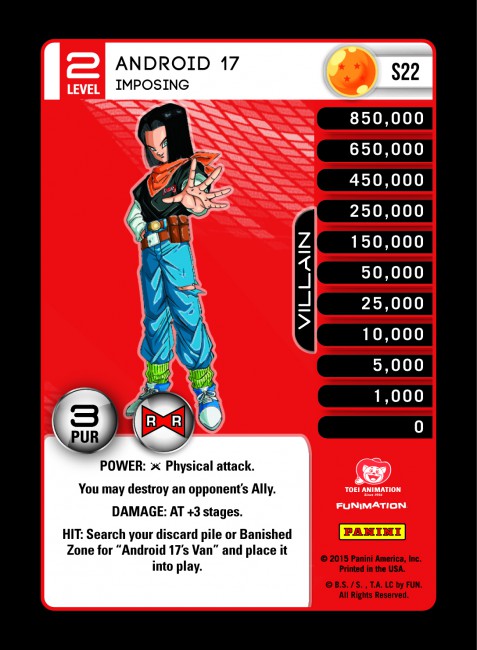 2
LEVEL
ANDROID 17
IMPOSING
S22
850,000
650,000
450,000
250,000
150,000
50,000
25,000
10,000
5,000
1,000
0
VILLAIN
3
PUR
R R
POWER: Physical attack.
You may destroy an opponent's Ally.
DAMAGE: AT +3 stages.
HIT: Search your discard pile or Banished
Zone for “Android 17's Van” and place it
into play.
TOEI ANIMATION
Since 1956
FUNIMATION
PANINI
© 2015 Panini America, Inc.
Printed in the USA.
© B.S. / S. , T.A. LC by FUN.
All Rights Reserved.